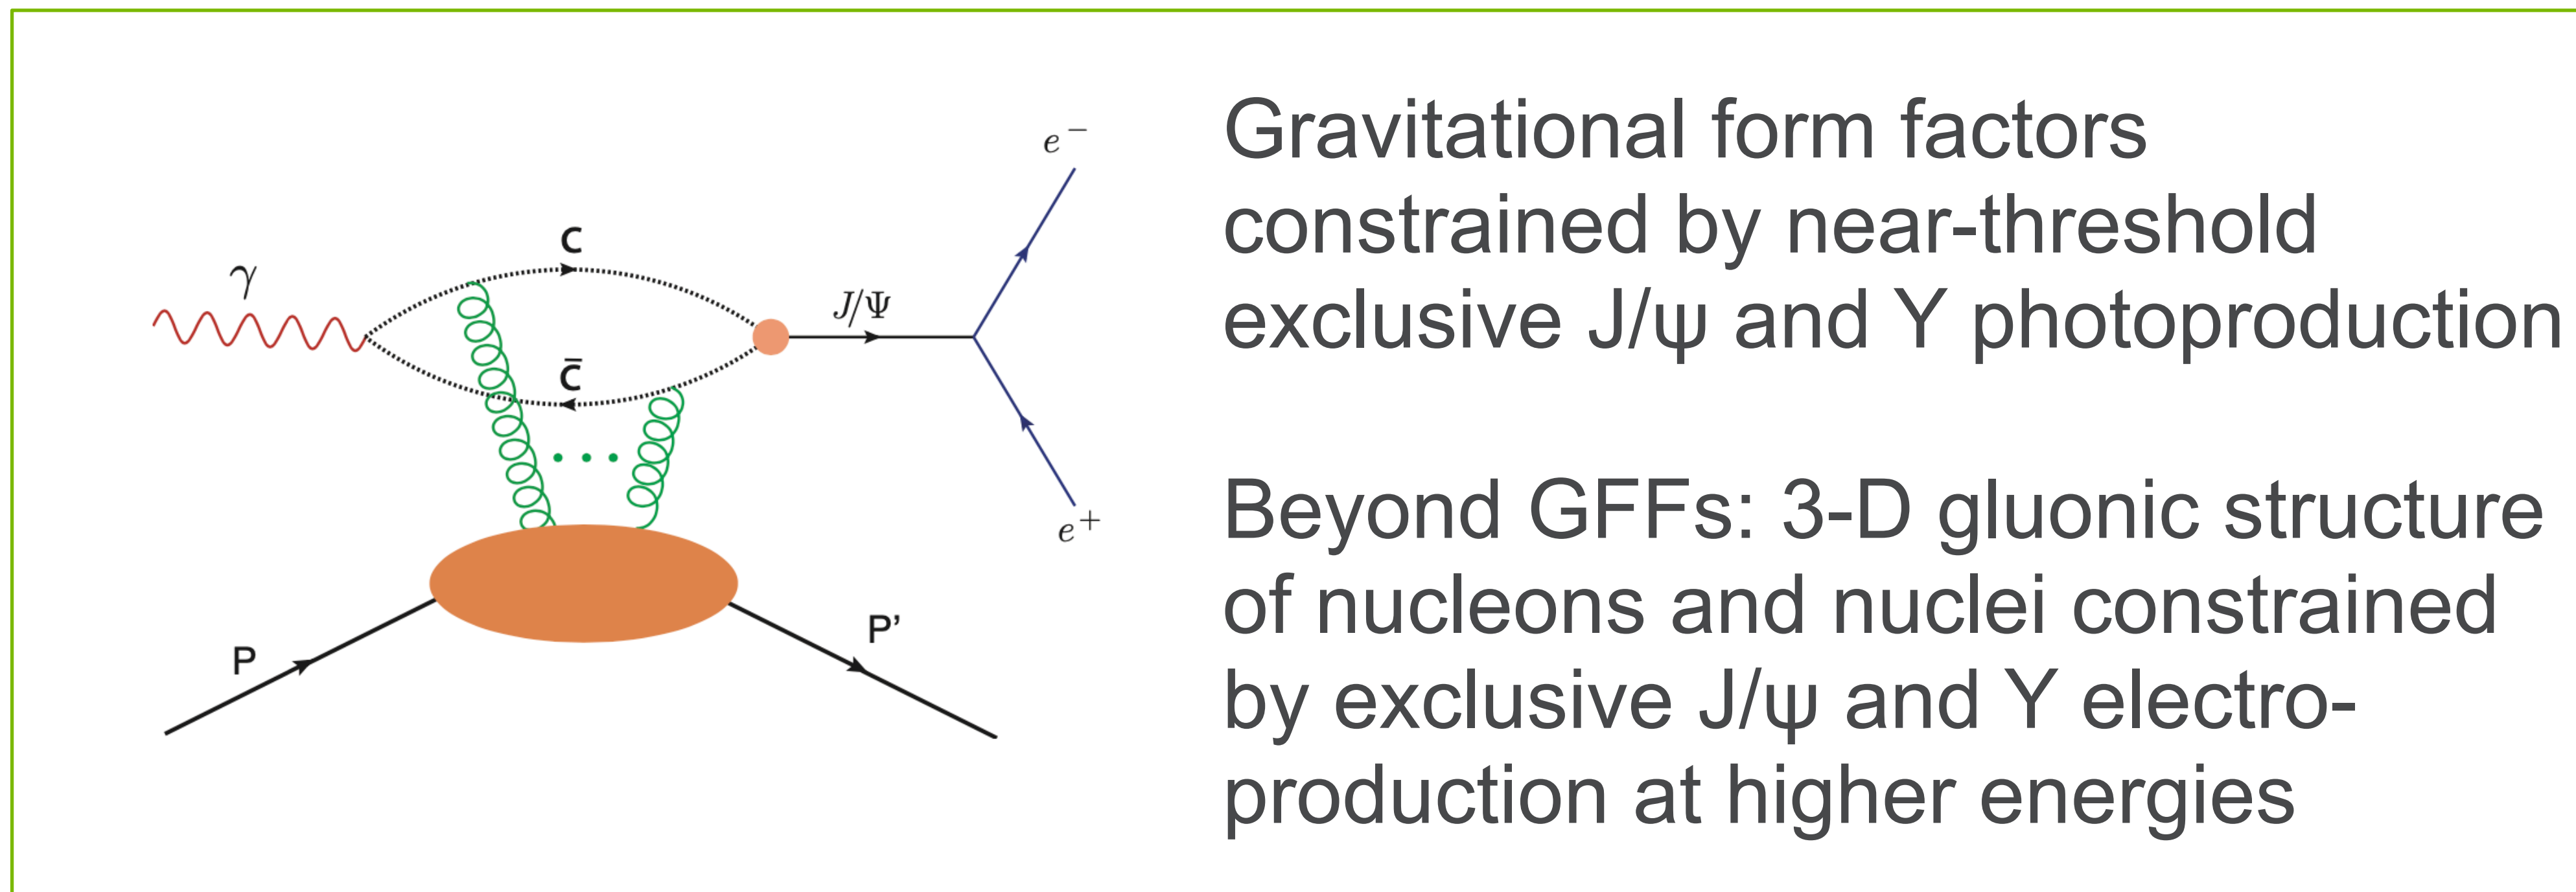 γ
c
c̄
J/Ψ
e⁻
e⁺
P
P'
Gravitational form factors
constrained by near-threshold
exclusive J/ψ and Y photoproduction
Beyond GFFs: 3-D gluonic structure
of nucleons and nuclei constrained
by exclusive J/ψ and Y electro-
production at higher energies